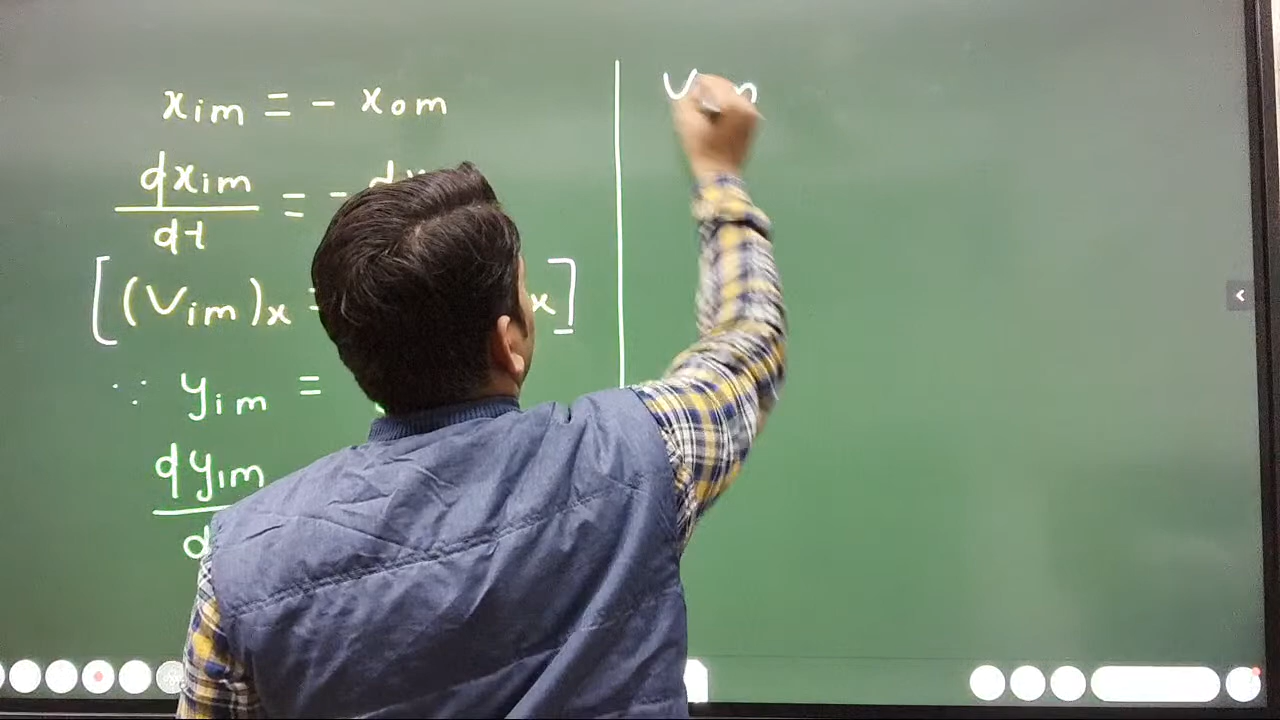 xim = - xom
dxim/dt = - d
[(Vim)x = x]
∵ yim =
dyim/d
V m